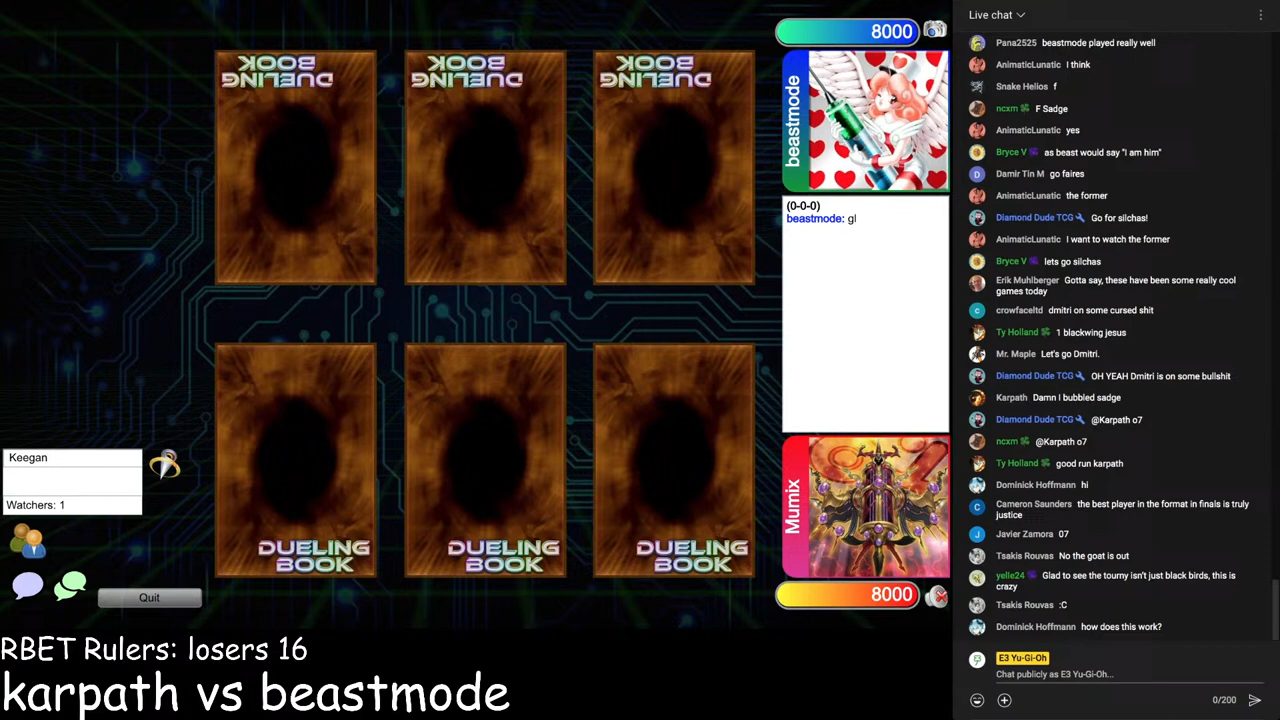 DUELING
BOOK
DUELING
BOOK
DUELING
BOOK
8000
beastmode
(0-0-0)
beastmode: gl
Keegan
Watchers: 1
Quit
DUELING
BOOK
DUELING
BOOK
DUELING
BOOK
Mumix
8000
RBET Rulers: losers 16
karpath vs beastmode
Live chat
Pana2525 beastmode played really well
AnimaticLunatic I think
Snake Helios f
ncxm F Sadge
AnimaticLunatic yes
Bryce V as beast would say "I am him"
Damir Tin M go faires
AnimaticLunatic the former
Diamond Dude TCG Go for silchas!
AnimaticLunatic I want to watch the former
Bryce V lets go silchas
Erik Muhlberger Gotta say, these have been some really cool
games today
crowfaceltd dmitri on some cursed shit
Ty Holland 1 blackwing jesus
Mr. Maple Let's go Dmitri.
Diamond Dude TCG OH YEAH Dmitri is on some bullshit
Karpath Damn I bubbled sadge
Diamond Dude TCG @Karpath o7
ncxm @Karpath o7
Ty Holland good run karpath
Dominick Hoffmann hi
Cameron Saunders the best player in the format in finals is truly
justice
Javier Zamora 07
Tsakis Rouvas No the goat is out
yelle24 Glad to see the tourny isn't just black birds, this is
crazy
Tsakis Rouvas :C
Dominick Hoffmann how does this work?
E3 Yu-Gi-Oh
Chat publicly as E3 Yu-Gi-Oh...
0/200